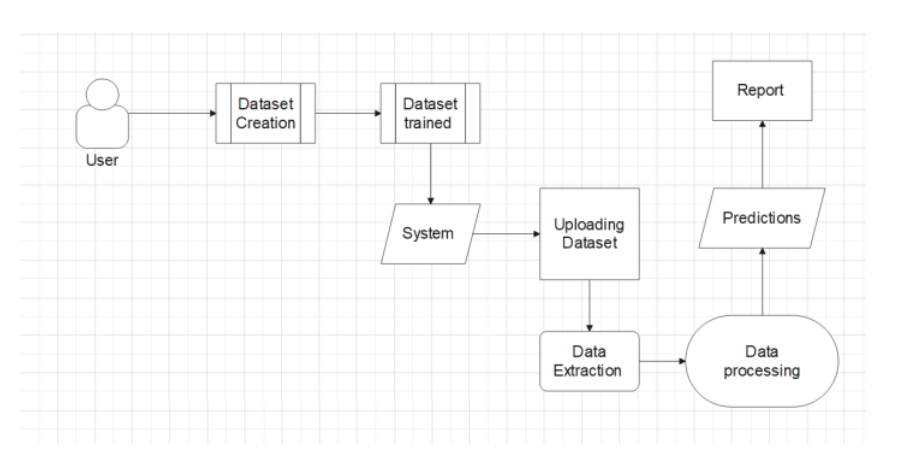 User
Dataset
Creation
Dataset
trained
System
Uploading
Dataset
Data
Extraction
Data
processing
Predictions
Report